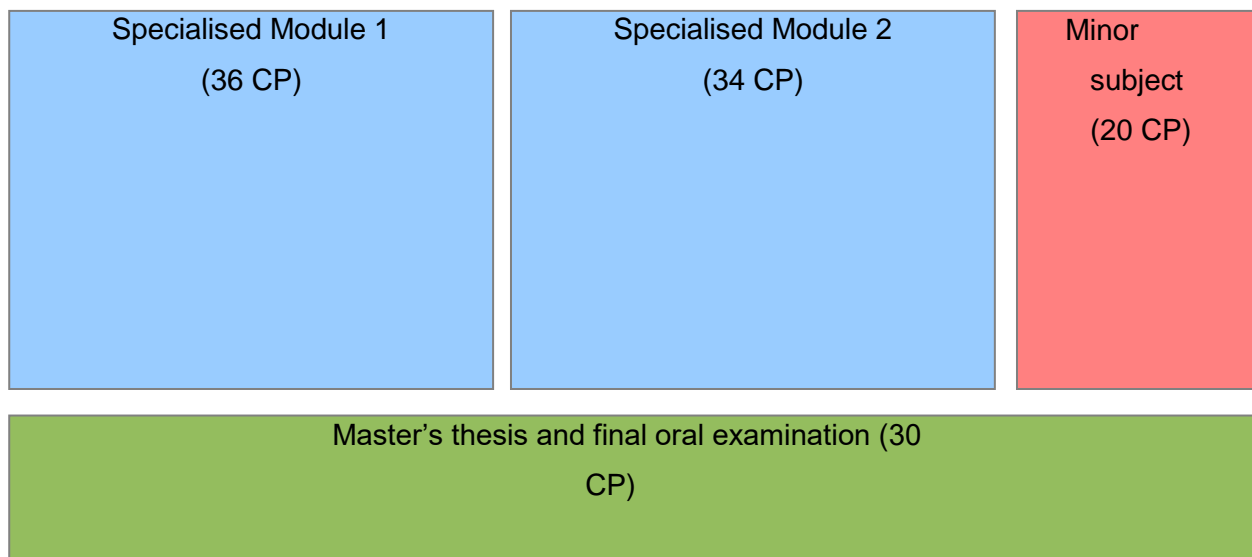 Specialised Module 1
(36 CP)
Specialised Module 2
(34 CP)
Minor
subject
(20 CP)
Master’s thesis and final oral examination (30
CP)